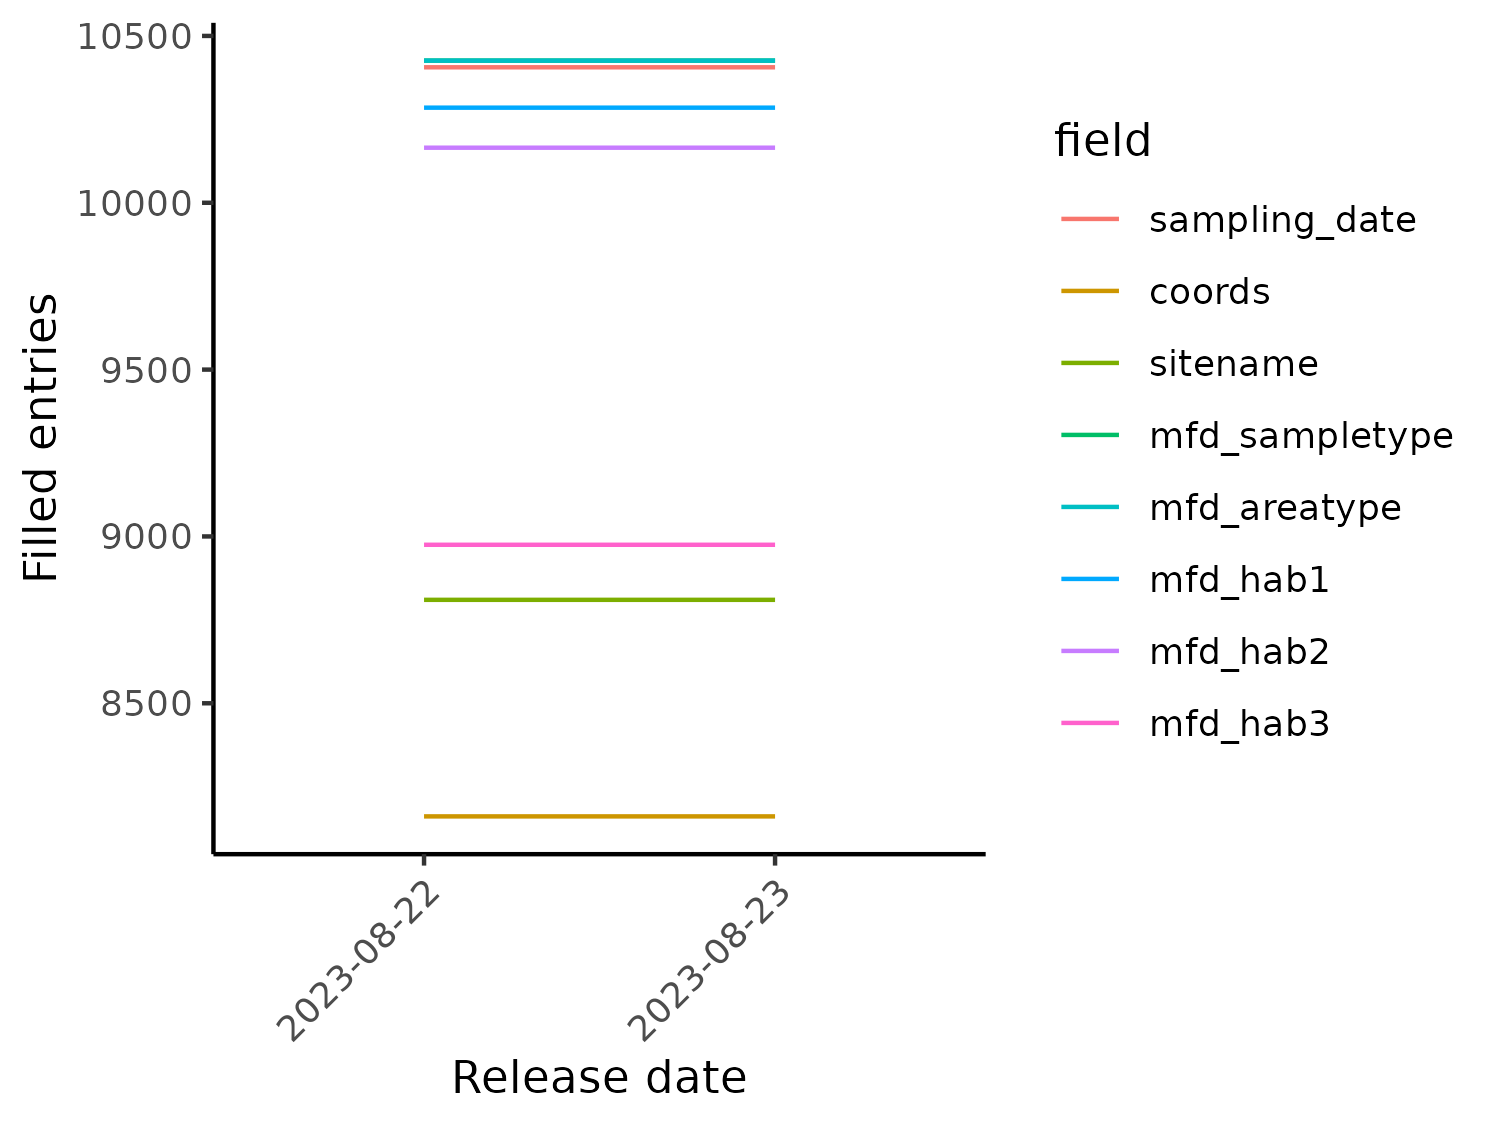 10500
10000
9500
9000
8500
Filled entries
2023-08-22
2023-08-23
Release date
field
sampling_date
coords
sitename
mfd_sampletype
mfd_areatype
mfd_hab1
mfd_hab2
mfd_hab3